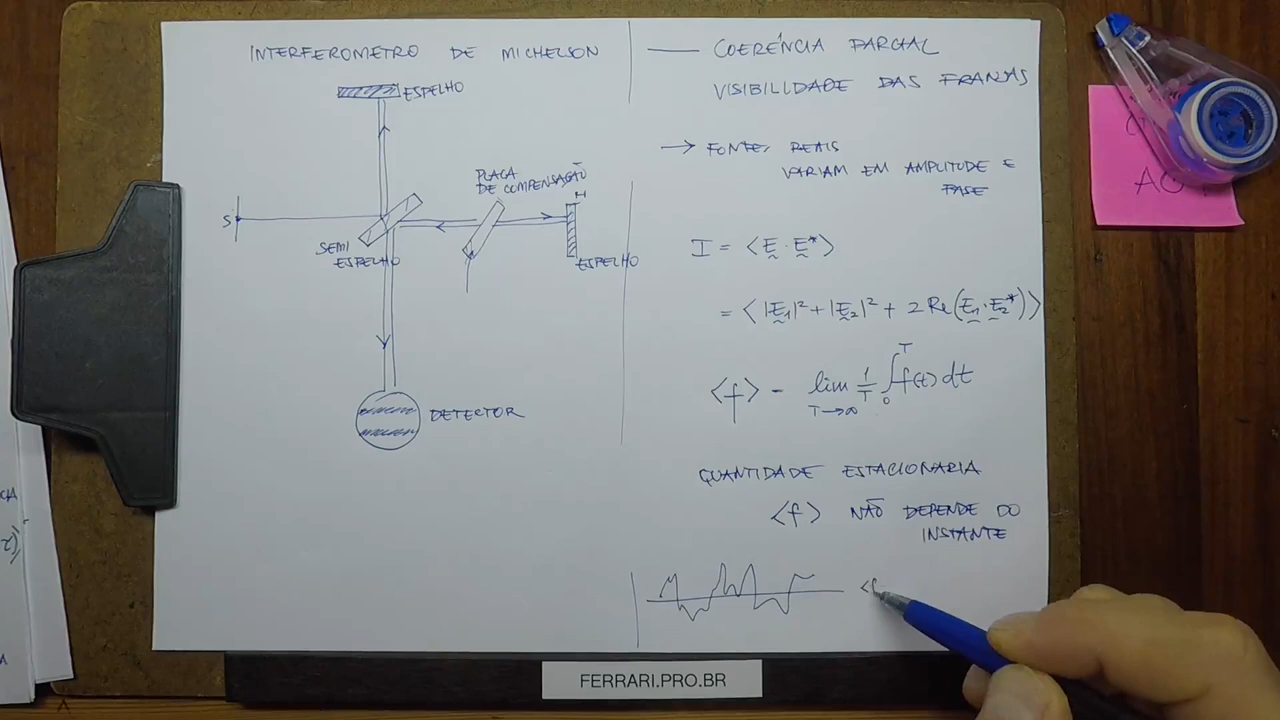 INTERFEROMETRO DE MICHELSON
ESPELHO
PLACA
DE COMPENSAÇÃO
S
M
SEMI
ESPELHO
ESPELHO
DETECTOR
— COERÊNCIA PARCIAL
VISIBILIDADE DAS FRANJAS
→ FONTES REAIS
VARIAM EM AMPLITUDE E
FASE
I = ⟨E · E*⟩
= ⟨|E₁|² + |E₂|² + 2 Re(E₁ · E₂*)⟩
⟨f⟩ = lim T→∞ 1/T ∫₀ᵀ f(t) dt
QUANTIDADE ESTACIONARIA
⟨f⟩ NÃO DEPENDE DO
INSTANTE
⟨f
FERRARI.PRO.BR